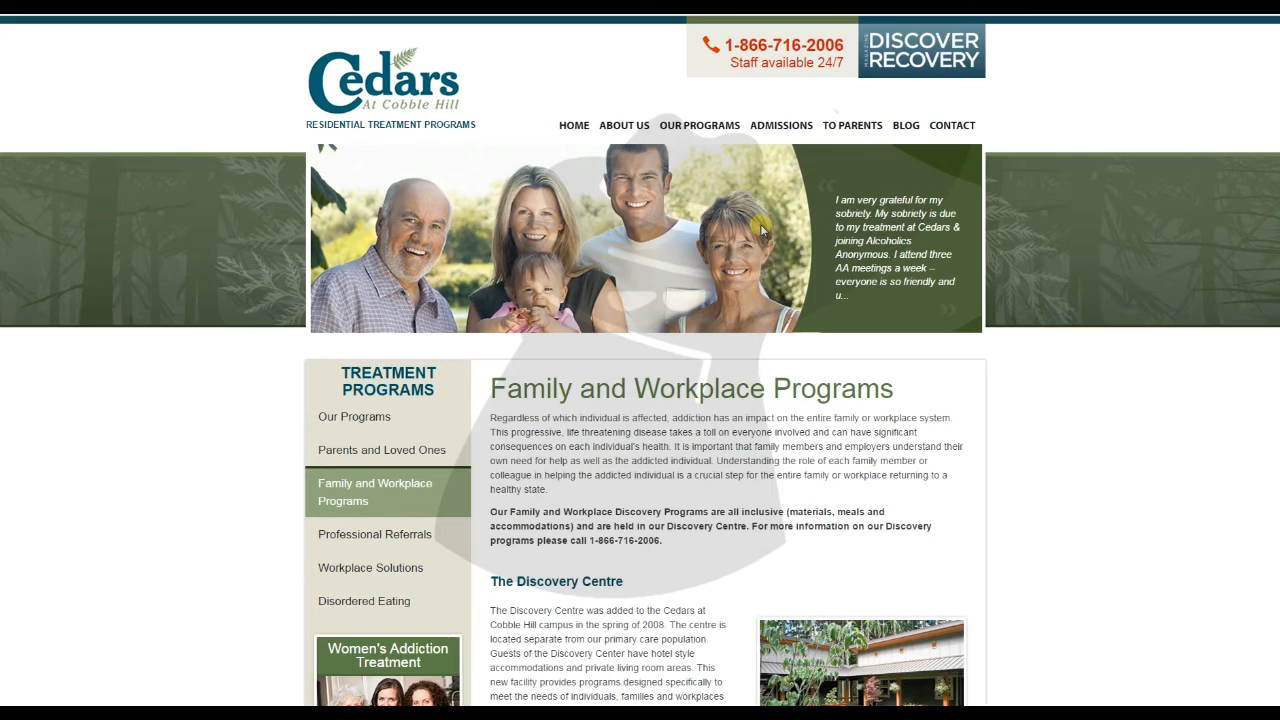 1-866-716-2006
Staff available 24/7
MAGAZINE
DISCOVER
RECOVERY
Cedars
At Cobble Hill
RESIDENTIAL TREATMENT PROGRAMS
HOME ABOUT US OUR PROGRAMS ADMISSIONS TO PARENTS BLOG CONTACT
I am very grateful for my
sobriety. My sobriety is due
to my treatment at Cedars &
joining Alcoholics
Anonymous. I attend three
AA meetings a week –
everyone is so friendly and
u...
TREATMENT
PROGRAMS
Our Programs
Parents and Loved Ones
Family and Workplace
Programs
Professional Referrals
Workplace Solutions
Disordered Eating
Women's Addiction
Treatment
Family and Workplace Programs
Regardless of which individual is affected, addiction has an impact on the entire family or workplace system.
This progressive, life threatening disease takes a toll on everyone involved and can have significant
consequences on each individual's health. It is important that family members and employers understand their
own need for help as well as the addicted individual. Understanding the role of each family member or
colleague in helping the addicted individual is a crucial step for the entire family or workplace returning to a
healthy state.
Our Family and Workplace Discovery Programs are all inclusive (materials, meals and
accommodations) and are held in our Discovery Centre. For more information on our Discovery
programs please call 1-866-716-2006.
The Discovery Centre
The Discovery Centre was added to the Cedars at
Cobble Hill campus in the spring of 2008. The centre is
located separate from our primary care population.
Guests of the Discovery Center have hotel style
accommodations and private living room areas. This
new facility provides programs designed specifically to
meet the needs of individuals, families and workplaces